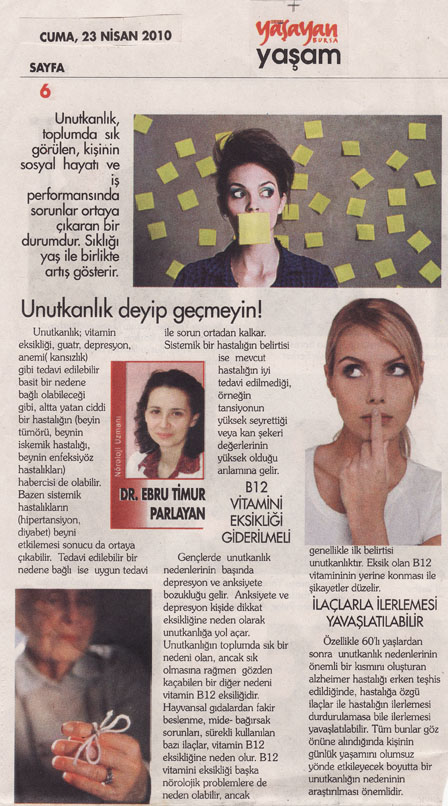 CUMA, 23 NİSAN 2010
yaşayan
BURSA
yaşam
SAYFA
6
Unutkanlık,
toplumda sık
görülen, kişinin
sosyal hayatı ve
iş
performansında
sorunlar ortaya
çıkaran bir
durumdur. Sıklığı
yaş ile birlikte
artış gösterir.
Unutkanlık deyip geçmeyin!
Unutkanlık; vitamin
eksikliği, guatr, depresyon,
anemi( kansızlık)
gibi tedavi edilebilir
basit bir nedene
bağlı olabileceği
gibi, altta yatan ciddi
bir hastalığın (beyin
tümörü, beynin
iskemik hastalığı,
beynin enfeksiyöz
hastalıkları)
habercisi de olabilir.
Bazen sistemik
hastalıkların
(hipertansiyon,
diyabet) beyni
etkilemesi sonucu da ortaya
çıkabilir. Tedavi edilebilir bir
nedene bağlı ise uygun tedavi
Nöroloji Uzmanı
DR. EBRU TİMUR
PARLAYAN
ile sorun ortadan kalkar.
Sistemik bir hastalığın belirtisi
ise mevcut
hastalığın iyi
tedavi edilmediği,
örneğin
tansiyonun
yüksek seyrettiği
veya kan şekeri
değerlerinin
yüksek olduğu
anlamına gelir.
B12
VİTAMİNİ
EKSİKLİĞİ
GİDERİLMELİ
Gençlerde unutkanlık
nedenlerinin başında
depresyon ve anksiyete
bozukluğu gelir. Anksiyete ve
depresyon kişide dikkat
eksikliğine neden olarak
unutkanlığa yol açar.
Unutkanlığın toplumda sık bir
nedeni olan, ancak sık
olmasına rağmen gözden
kaçabilen bir diğer nedeni
vitamin B12 eksiliğidir.
Hayvansal gıdalardan fakir
beslenme, mide- bağırsak
sorunları, sürekli kullanılan
bazı ilaçlar, vitamin B12
eksikliğine neden olur. B12
vitamini eksikliği başka
nörolojik problemlere de
neden olabilir, ancak
genellikle ilk belirtisi
unutkanlıktır. Eksik olan B12
vitamininin yerine konması ile
şikayetler düzelir.
İLAÇLARLA İLERLEMESİ
YAVAŞLATILABİLİR
Özellikle 60'lı yaşlardan
sonra unutkanlık nedenlerinin
önemli bir kısmını oluşturan
alzheimer hastalığı erken teşhis
edildiğinde, hastalığa özgü
ilaçlar ile hastalığın ilerlemesi
durdurulamasa bile ilerlemesi
yavaşlatılabilir. Tüm bunlar göz
önüne alındığında kişinin
günlük yaşamını olumsuz
yönde etkileyecek boyutta bir
unutkanlığın nedeninin
araştırılması önemlidir.